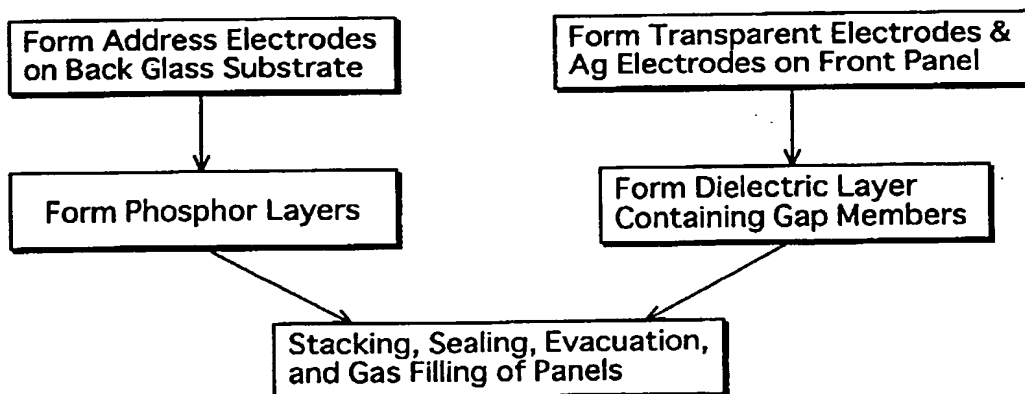 Form Address Electrodes
on Back Glass Substrate
Form Transparent Electrodes &
Ag Electrodes on Front Panel
Form Phosphor Layers
Form Dielectric Layer
Containing Gap Members
Stacking, Sealing, Evacuation,
and Gas Filling of Panels